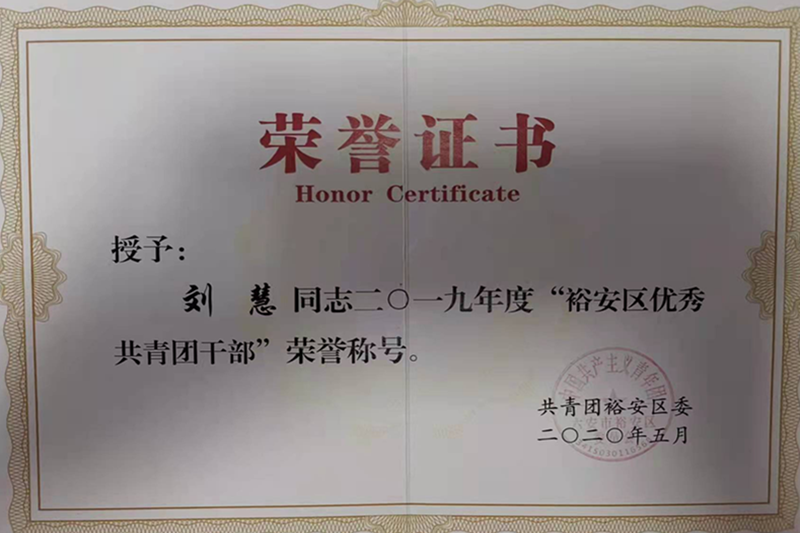 荣誉证书
Honor Certificate
授予：
刘慧同志二〇一九年度“裕安区优秀
共青团干部”荣誉称号。
共青团裕安区委
二〇二〇年五月